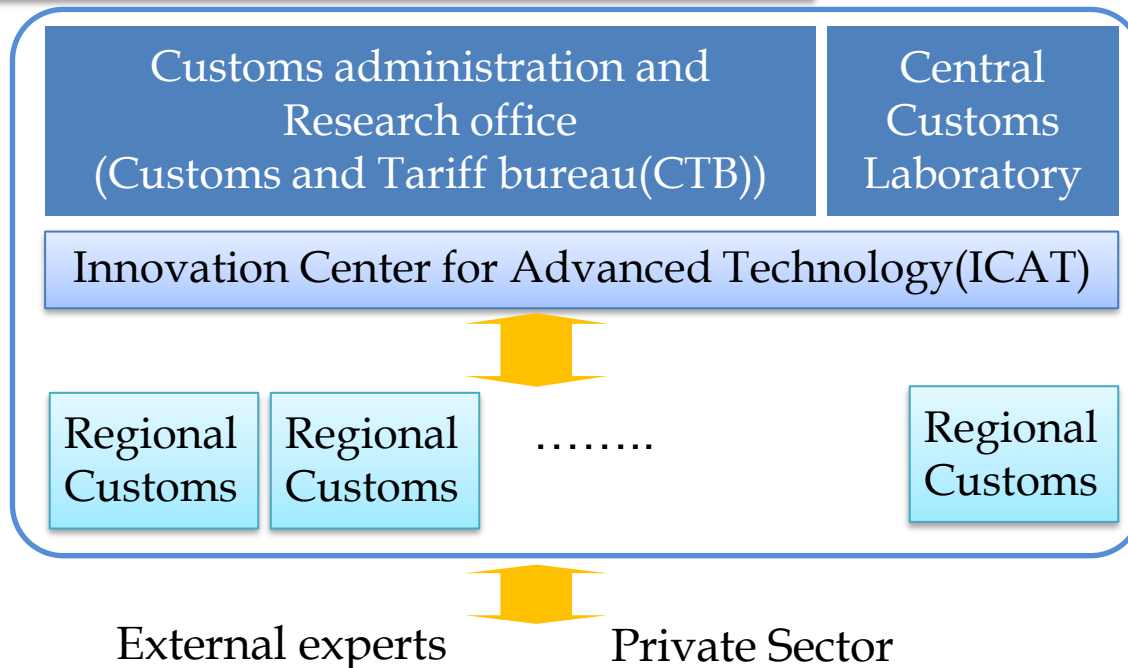 Customs administration and
Research office
(Customs and Tariff bureau(CTB))
Central
Customs
Laboratory
Innovation Center for Advanced Technology(ICAT)
Regional
Customs
Regional
Customs
........
Regional
Customs
External experts
Private Sector